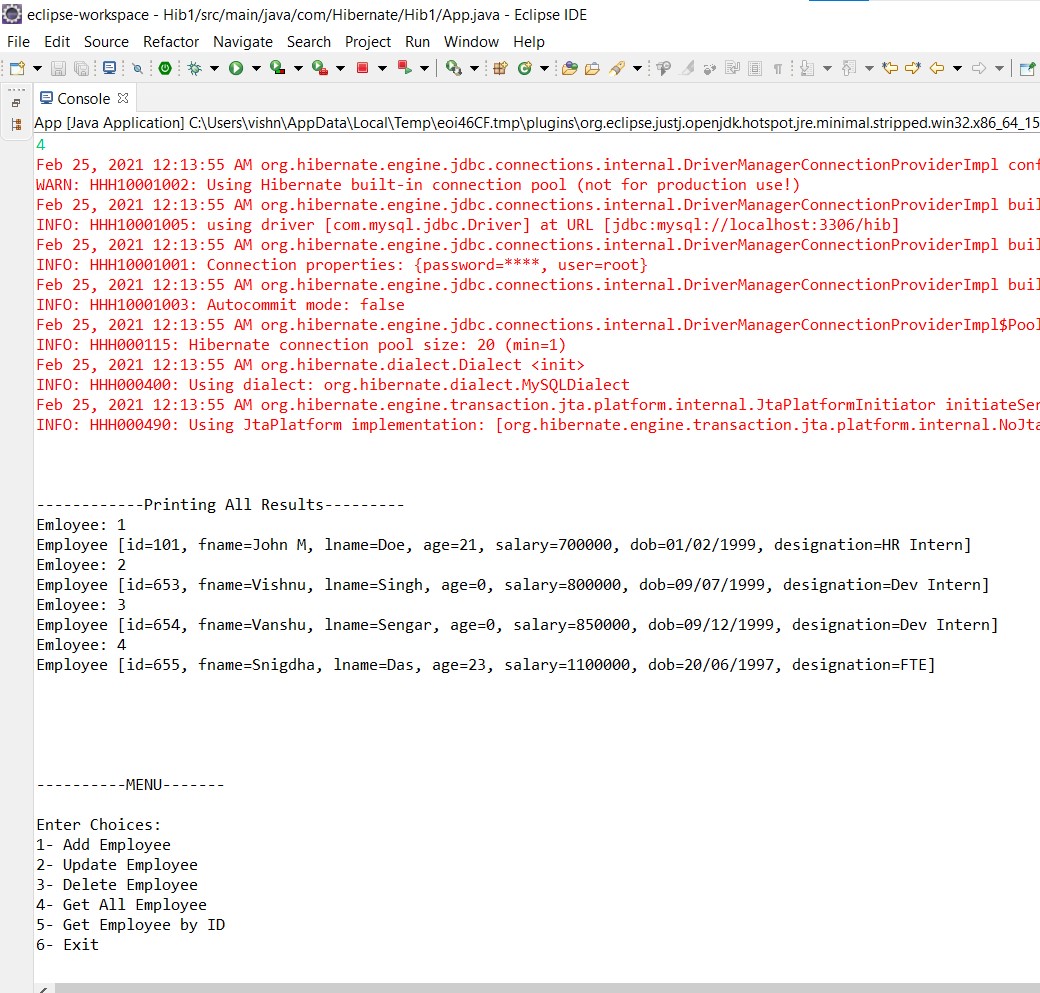 eclipse-workspace - Hib1/src/main/java/com/Hibernate/Hib1/App.java - Eclipse IDE
File Edit Source Refactor Navigate Search Project Run Window Help
Console
App [Java Application] C:\Users\vishn\AppData\Local\Temp\eoi46CF.tmp\plugins\org.eclipse.justj.openjdk.hotspot.jre.minimal.stripped.win32.x86_64_15
4
Feb 25, 2021 12:13:55 AM org.hibernate.engine.jdbc.connections.internal.DriverManagerConnectionProviderImpl conf
WARN: HHH10001002: Using Hibernate built-in connection pool (not for production use!)
Feb 25, 2021 12:13:55 AM org.hibernate.engine.jdbc.connections.internal.DriverManagerConnectionProviderImpl buil
INFO: HHH10001005: using driver [com.mysql.jdbc.Driver] at URL [jdbc:mysql://localhost:3306/hib]
Feb 25, 2021 12:13:55 AM org.hibernate.engine.jdbc.connections.internal.DriverManagerConnectionProviderImpl buil
INFO: HHH10001001: Connection properties: {password=****, user=root}
Feb 25, 2021 12:13:55 AM org.hibernate.engine.jdbc.connections.internal.DriverManagerConnectionProviderImpl buil
INFO: HHH10001003: Autocommit mode: false
Feb 25, 2021 12:13:55 AM org.hibernate.engine.jdbc.connections.internal.DriverManagerConnectionProviderImpl$Pool
INFO: HHH000115: Hibernate connection pool size: 20 (min=1)
Feb 25, 2021 12:13:55 AM org.hibernate.dialect.Dialect <init>
INFO: HHH000400: Using dialect: org.hibernate.dialect.MySQLDialect
Feb 25, 2021 12:13:55 AM org.hibernate.engine.transaction.jta.platform.internal.JtaPlatformInitiator initiateSer
INFO: HHH000490: Using JtaPlatform implementation: [org.hibernate.engine.transaction.jta.platform.internal.NoJta
------------Printing All Results---------
Emloyee: 1
Employee [id=101, fname=John M, lname=Doe, age=21, salary=700000, dob=01/02/1999, designation=HR Intern]
Emloyee: 2
Employee [id=653, fname=Vishnu, lname=Singh, age=0, salary=800000, dob=09/07/1999, designation=Dev Intern]
Emloyee: 3
Employee [id=654, fname=Vanshu, lname=Sengar, age=0, salary=850000, dob=09/12/1999, designation=Dev Intern]
Emloyee: 4
Employee [id=655, fname=Snigdha, lname=Das, age=23, salary=1100000, dob=20/06/1997, designation=FTE]
----------MENU-------
Enter Choices:
1- Add Employee
2- Update Employee
3- Delete Employee
4- Get All Employee
5- Get Employee by ID
6- Exit